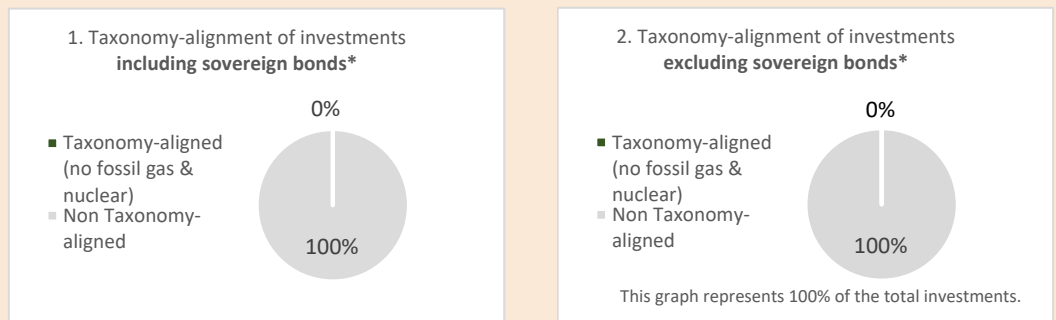 1. Taxonomy-alignment of investments
including sovereign bonds*
0%
Taxonomy-aligned
(no fossil gas &
nuclear)
Non Taxonomy-
aligned
100%
2. Taxonomy-alignment of investments
excluding sovereign bonds*
0%
Taxonomy-aligned
(no fossil gas &
nuclear)
Non Taxonomy-
aligned
100%
This graph represents 100% of the total investments.